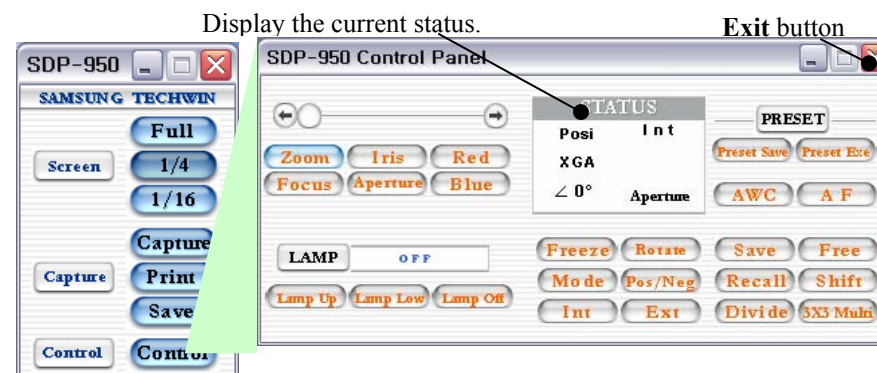 Display the current status.
Exit button
SDP-950
SAMSUNG TECHWIN
Full
Screen
1/4
1/16
Capture
Capture
Print
Save
Control
Control
SDP-950 Control Panel
STATUS
Posi Int
XGA
∠ 0° Aperture
PRESET
Preset Save Preset Exe
AWC AF
Zoom Iris Red
Focus Aperture Blue
LAMP OFF
Lamp Up Lamp Low Lamp Off
Freeze Rotate Save Free
Mode Pos/Neg Recall Shift
Int Ext Divide 3X3 Multi